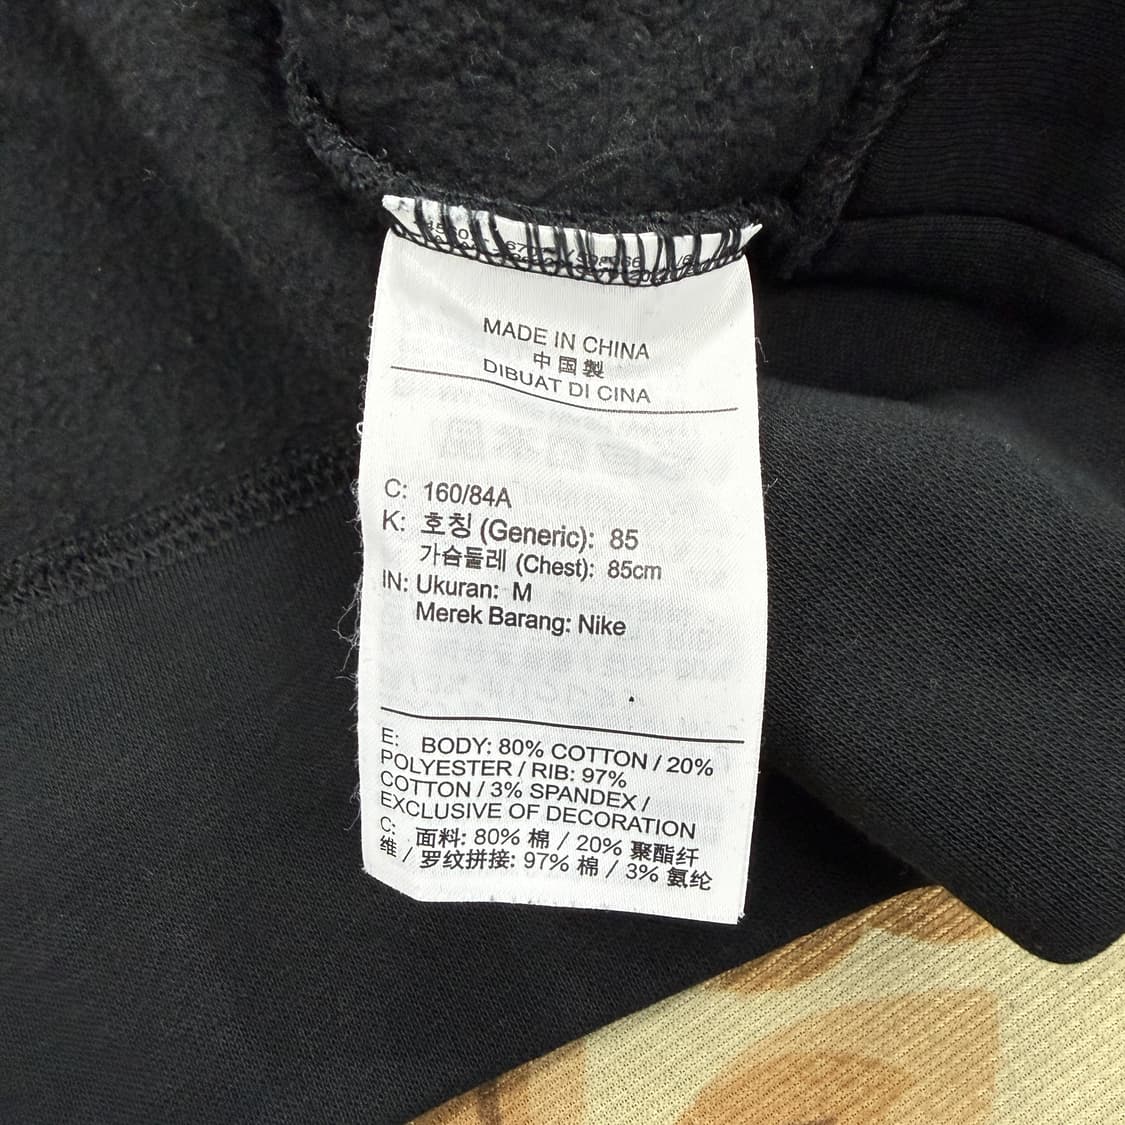 MADE IN CHINA
中国製
DIBUAT DI CINA
C: 160/84A
K: 호칭 (Generic): 85
가슴둘레 (Chest): 85cm
IN: Ukuran: M
Merek Barang: Nike
E: BODY: 80% COTTON / 20%
POLYESTER / RIB: 97%
COTTON / 3% SPANDEX /
EXCLUSIVE OF DECORATION
C: 面料: 80% 棉 / 20% 聚酯纤
维 / 罗纹拼接: 97% 棉 / 3% 氨纶